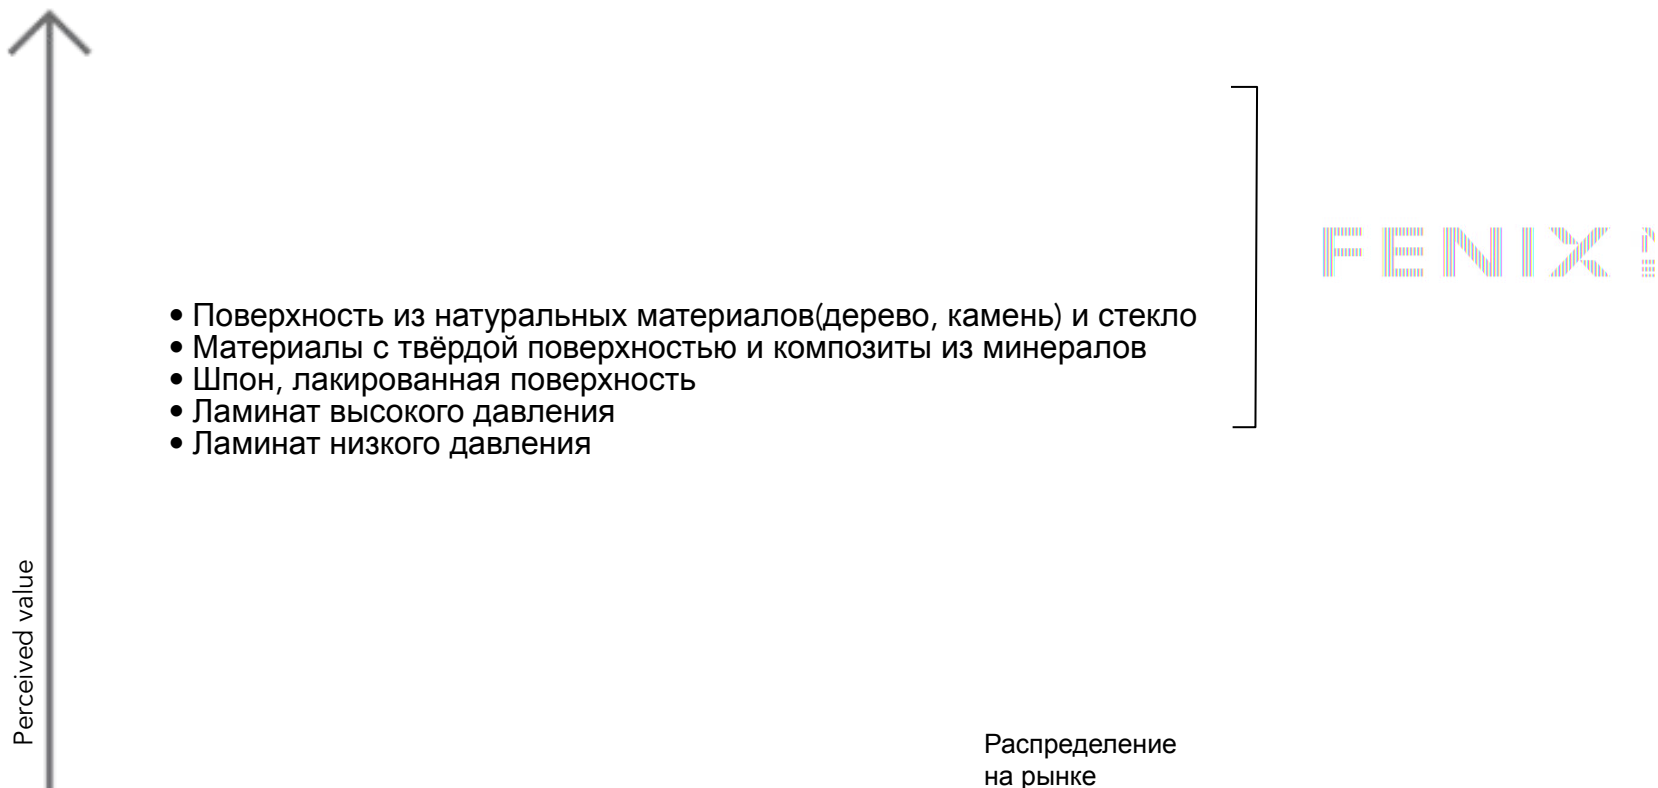 FENIX
• Поверхность из натуральных материалов(дерево, камень) и стекло
• Материалы с твёрдой поверхностью и композиты из минералов
• Шпон, лакированная поверхность
• Ламинат высокого давления
• Ламинат низкого давления
Perceived value
Распределение
на рынке